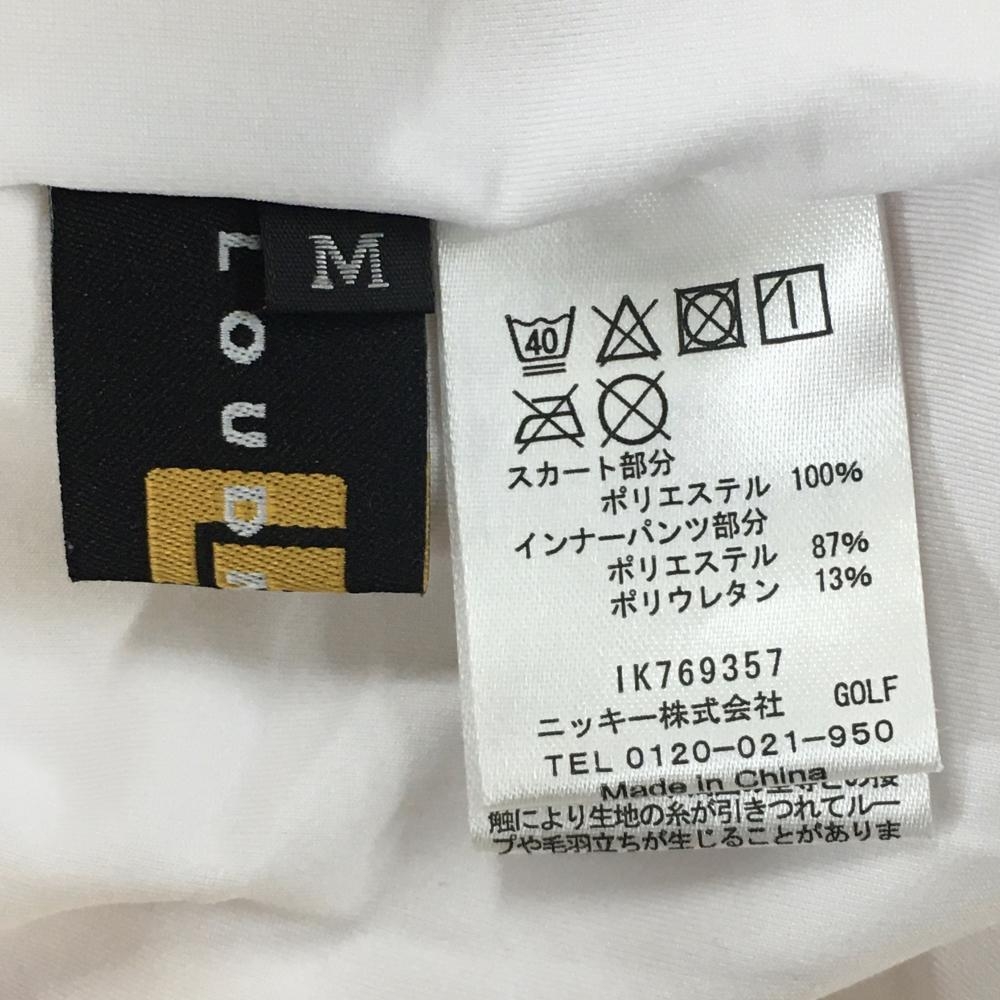 LOUD
M
40
スカート部分
ポリエステル 100%
インナーパンツ部分
ポリエステル 87%
ポリウレタン 13%
IK769357
ニッキー株式会社 GOLF
TEL 0120-021-950
Made in China
触により生地の糸が引きつれてルー
プや毛羽立ちが生じることがありま